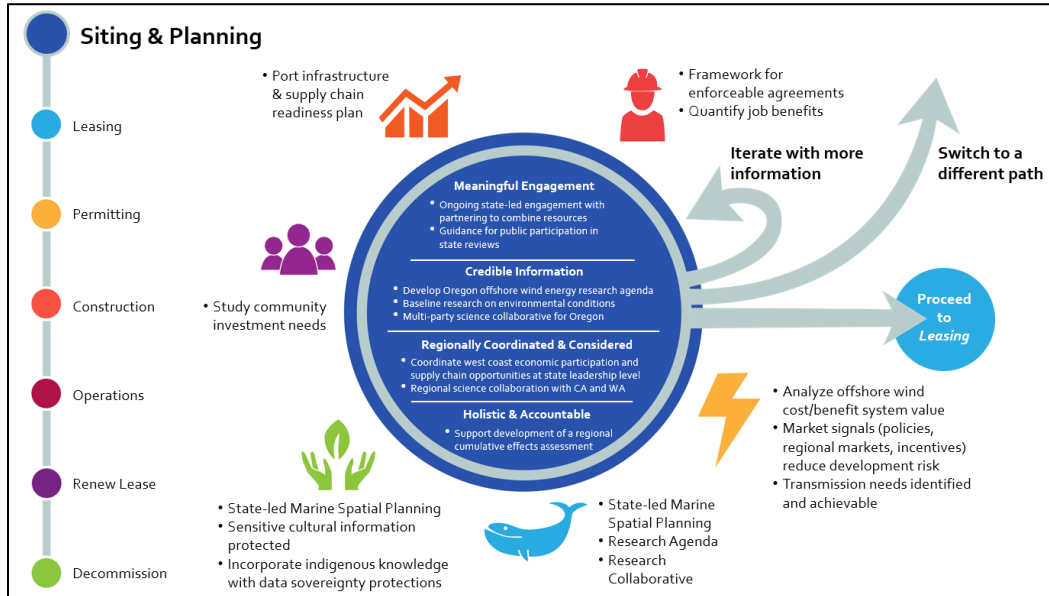 Siting & Planning
Leasing
Permitting
Construction
Operations
Renew Lease
Decommission
• Port infrastructure
& supply chain
readiness plan
• Framework for
enforceable agreements
• Quantify job benefits
Iterate with more
information
Switch to a
different path
Meaningful Engagement
• Ongoing state-led engagement with
partnering to combine resources
• Guidance for public participation in
state reviews
Credible Information
• Develop Oregon offshore wind energy research agenda
• Baseline research on environmental conditions
• Multi-party science collaborative for Oregon
Regionally Coordinated & Considered
• Coordinate west coast economic participation and
supply chain opportunities at state leadership level
• Regional science collaboration with CA and WA
Holistic & Accountable
• Support development of a regional
cumulative effects assessment
• Study community
investment needs
Proceed
to
Leasing
• Analyze offshore wind
cost/benefit system value
• Market signals (policies,
regional markets, incentives)
reduce development risk
• Transmission needs identified
and achievable
• State-led Marine Spatial Planning
• Sensitive cultural information
protected
• Incorporate indigenous knowledge
with data sovereignty protections
• State-led Marine
Spatial Planning
• Research Agenda
• Research
Collaborative